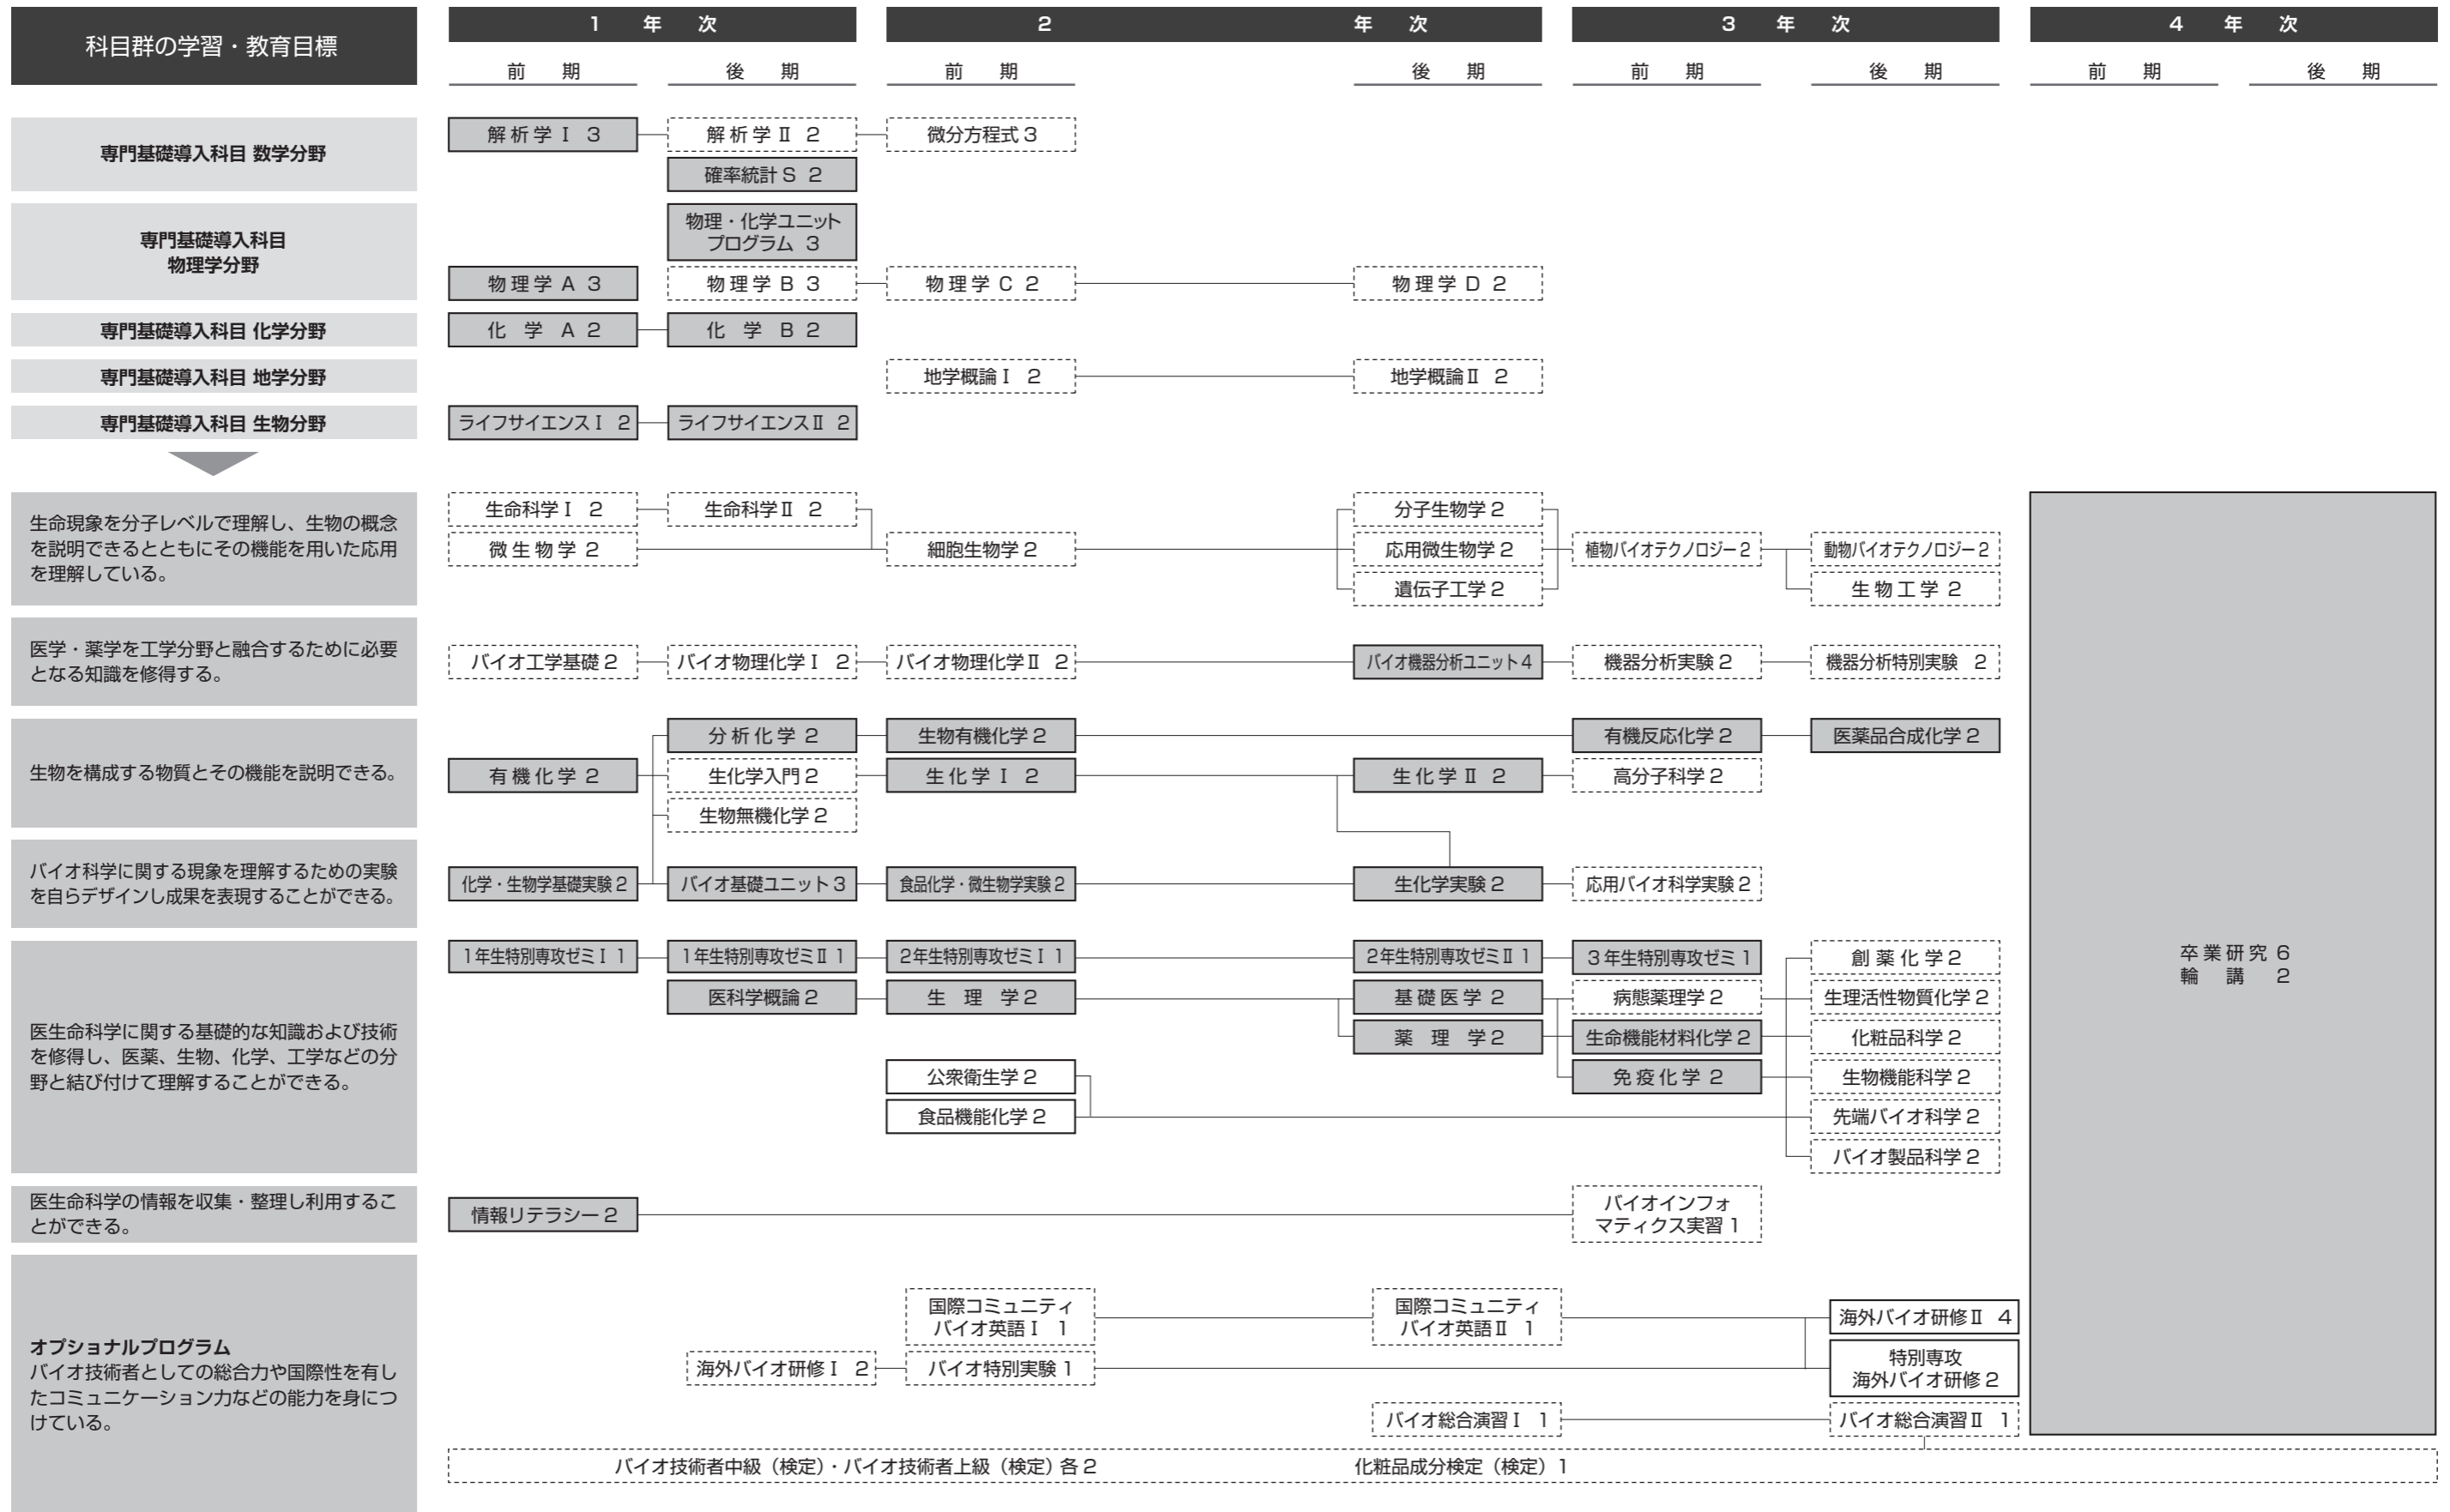 科目群の学習・教育目標
1 年 次
2 年 次
3 年 次
4 年 次
前 期
後 期
前 期
後 期
前 期
後 期
前 期
後 期
専門基礎導入科目 数学分野
解析学Ⅰ 3
解析学Ⅱ 2
微分方程式 3
確率統計S 2
専門基礎導入科目
物理学分野
物理・化学ユニット
プログラム 3
物理学 A 3
物理学 B 3
物理学 C 2
物理学 D 2
専門基礎導入科目 化学分野
化 学 A 2
化 学 B 2
専門基礎導入科目 地学分野
地学概論Ⅰ 2
地学概論Ⅱ 2
専門基礎導入科目 生物分野
ライフサイエンスⅠ 2
ライフサイエンスⅡ 2
生命現象を分子レベルで理解し、生物の概念
を説明できるとともにその機能を用いた応用
を理解している。
生命科学Ⅰ 2
生命科学Ⅱ 2
分子生物学 2
微生物学 2
細胞生物学 2
応用微生物学 2
植物バイオテクノロジー 2
動物バイオテクノロジー 2
遺伝子工学 2
生物工学 2
医学・薬学を工学分野と融合するために必要
となる知識を修得する。
バイオ工学基礎 2
バイオ物理化学Ⅰ 2
バイオ物理化学Ⅱ 2
バイオ機器分析ユニット 4
機器分析実験 2
機器分析特別実験 2
生物を構成する物質とその機能を説明できる。
分析化学 2
生物有機化学 2
有機反応化学 2
医薬品合成化学 2
有機化学 2
生化学入門 2
生化学Ⅰ 2
生化学Ⅱ 2
高分子科学 2
生物無機化学 2
バイオ科学に関する現象を理解するための実験
を自らデザインし成果を表現することができる。
化学・生物学基礎実験 2
バイオ基礎ユニット 3
食品化学・微生物学実験 2
生化学実験 2
応用バイオ科学実験 2
医生命科学に関する基礎的な知識および技術
を修得し、医薬、生物、化学、工学などの分
野と結び付けて理解することができる。
1年生特別専攻ゼミⅠ 1
1年生特別専攻ゼミⅡ 1
2年生特別専攻ゼミⅠ 1
2年生特別専攻ゼミⅡ 1
3年生特別専攻ゼミ 1
創薬化学 2
医科学概論 2
生 理 学 2
基礎医学 2
病態薬理学 2
生理活性物質化学 2
薬 理 学 2
生命機能材料化学 2
化粧品科学 2
公衆衛生学 2
免疫化学 2
生物機能科学 2
食品機能化学 2
先端バイオ科学 2
バイオ製品科学 2
卒業研究 6
輪 講 2
医生命科学の情報を収集・整理し利用するこ
とができる。
情報リテラシー 2
バイオインフォ
マティクス実習 1
オプショナルプログラム
バイオ技術者としての総合力や国際性を有し
たコミュニケーション力などの能力を身につ
けている。
国際コミュニティ
バイオ英語Ⅰ 1
国際コミュニティ
バイオ英語Ⅱ 1
海外バイオ研修Ⅱ 4
海外バイオ研修Ⅰ 2
バイオ特別実験 1
特別専攻
海外バイオ研修 2
バイオ総合演習Ⅰ 1
バイオ総合演習Ⅱ 1
バイオ技術者中級（検定）・バイオ技術者上級（検定）各 2
化粧品成分検定（検定）1